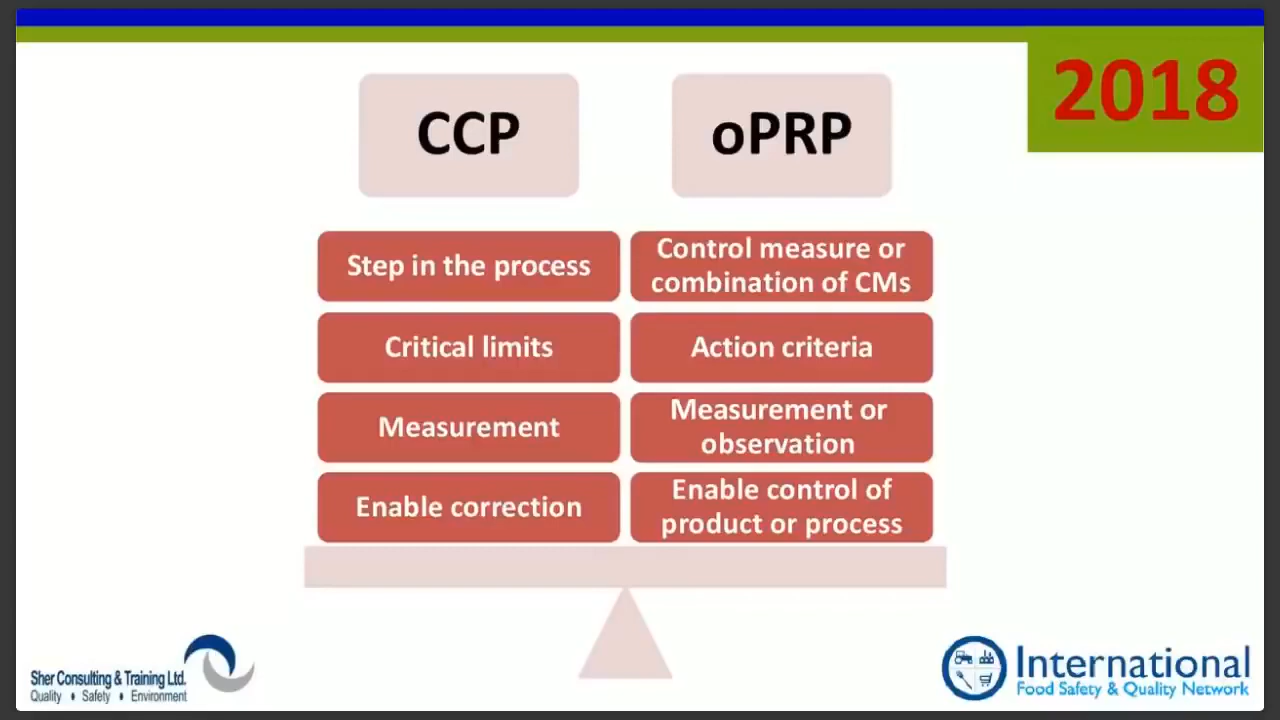 2018
CCP
oPRP
Step in the process
Control measure or
combination of CMs
Critical limits
Action criteria
Measurement
Measurement or
observation
Enable correction
Enable control of
product or process
Sher Consulting & Training Ltd.
Quality • Safety • Environment
International
Food Safety & Quality Network